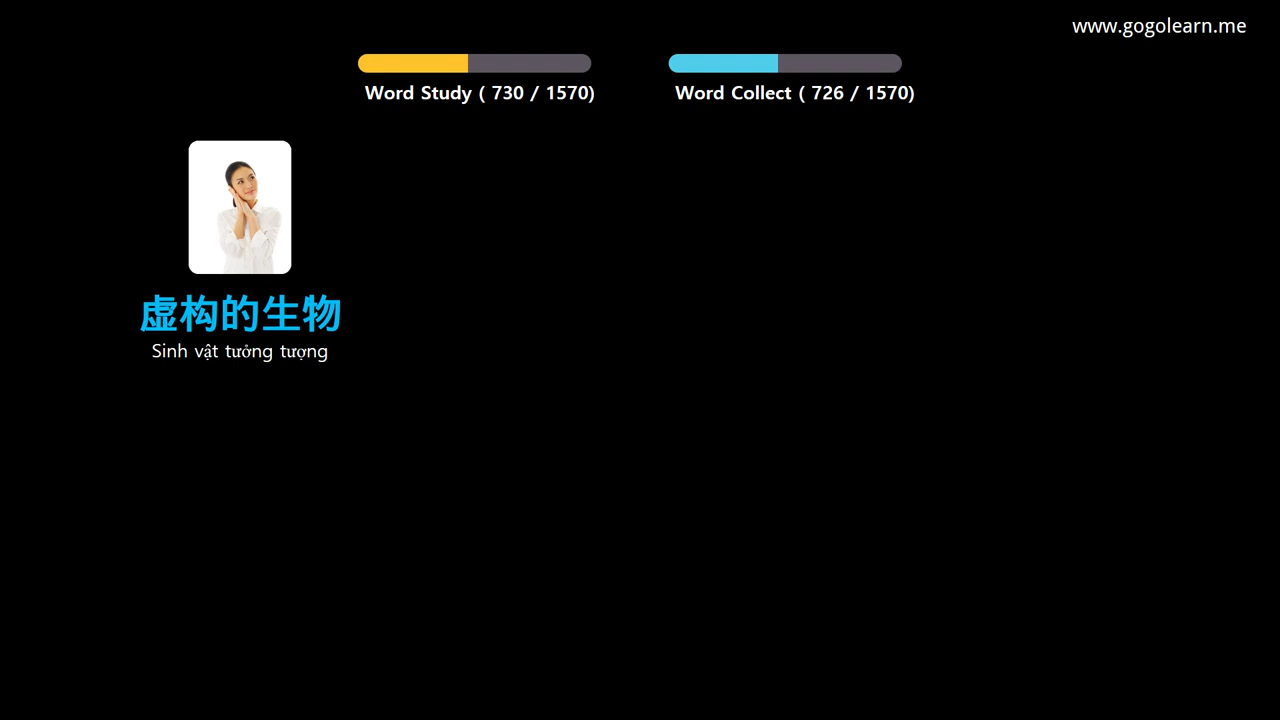 www.gogolearn.me
Word Study ( 730 / 1570)
Word Collect ( 726 / 1570)
虚构的生物
Sinh vật tưởng tượng